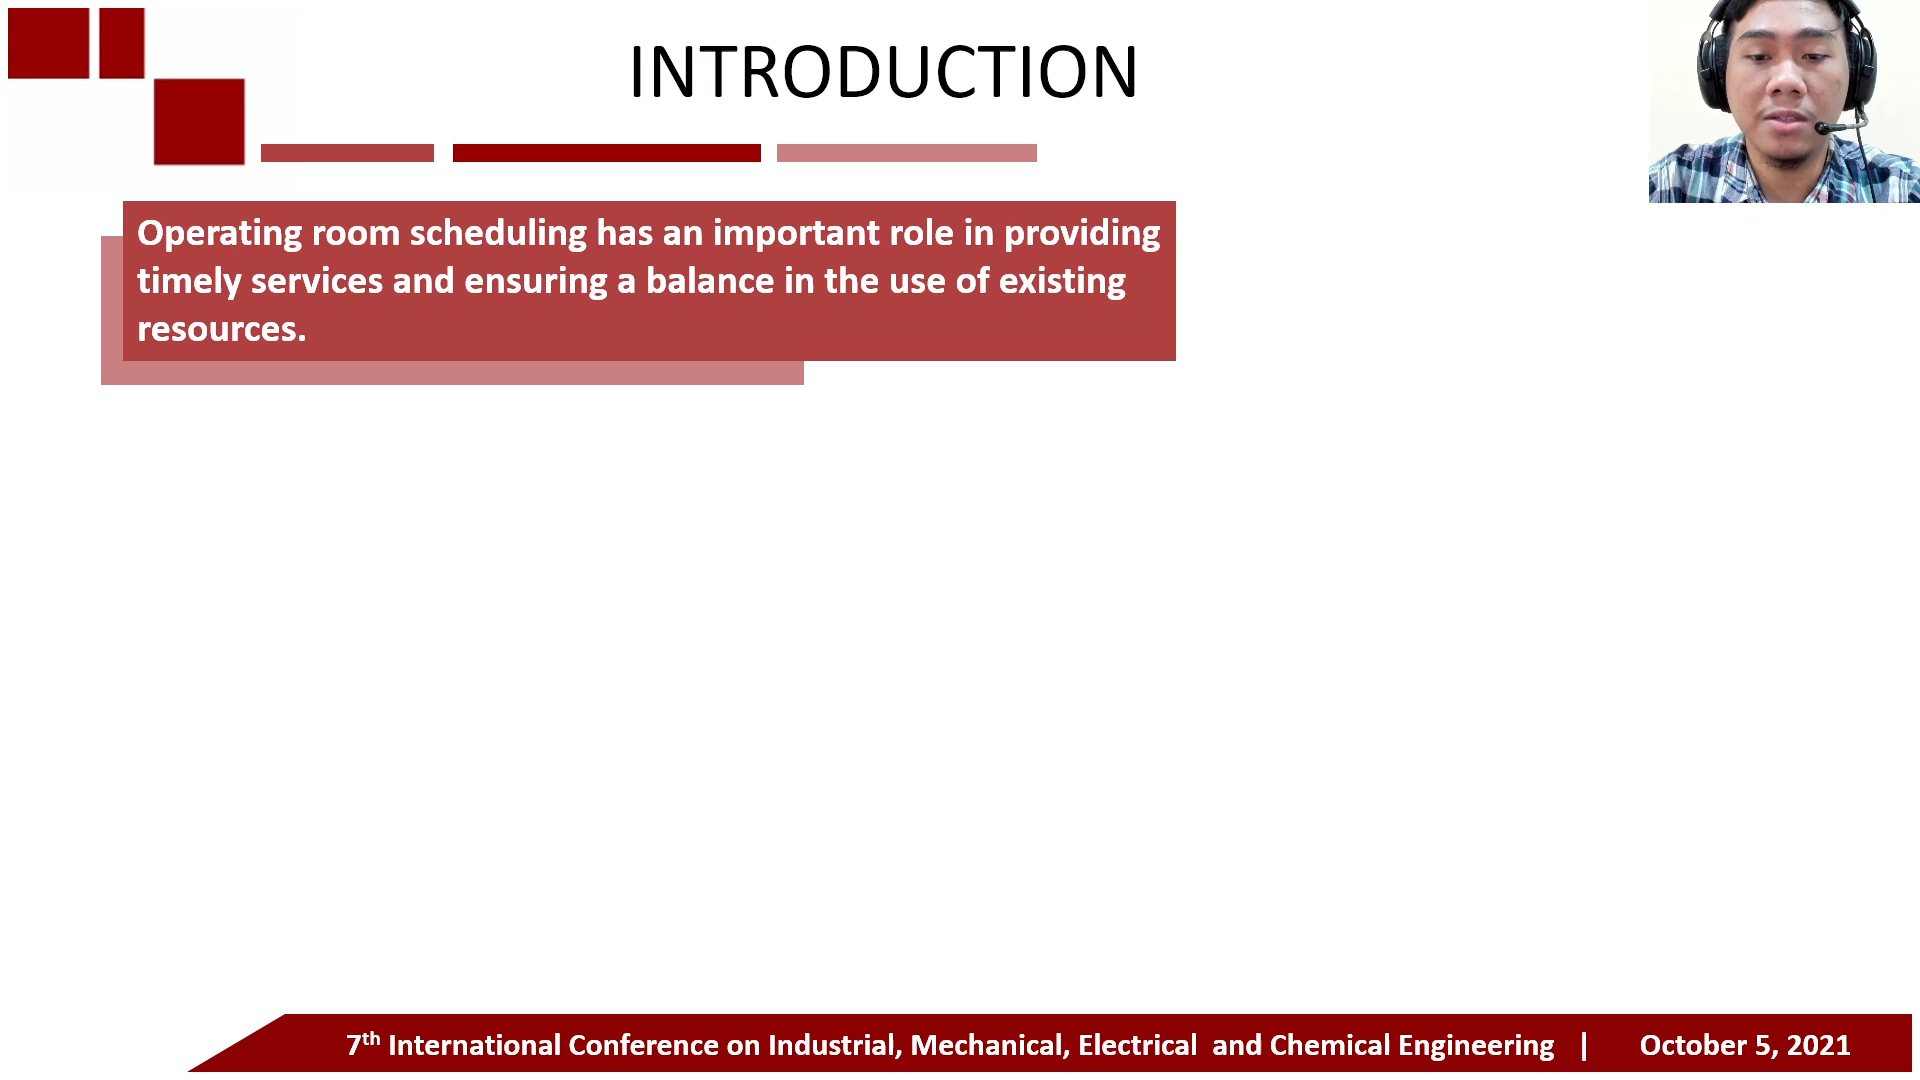 INTRODUCTION
Operating room scheduling has an important role in providing
timely services and ensuring a balance in the use of existing
resources.
7th International Conference on Industrial, Mechanical, Electrical and Chemical Engineering | October 5, 2021